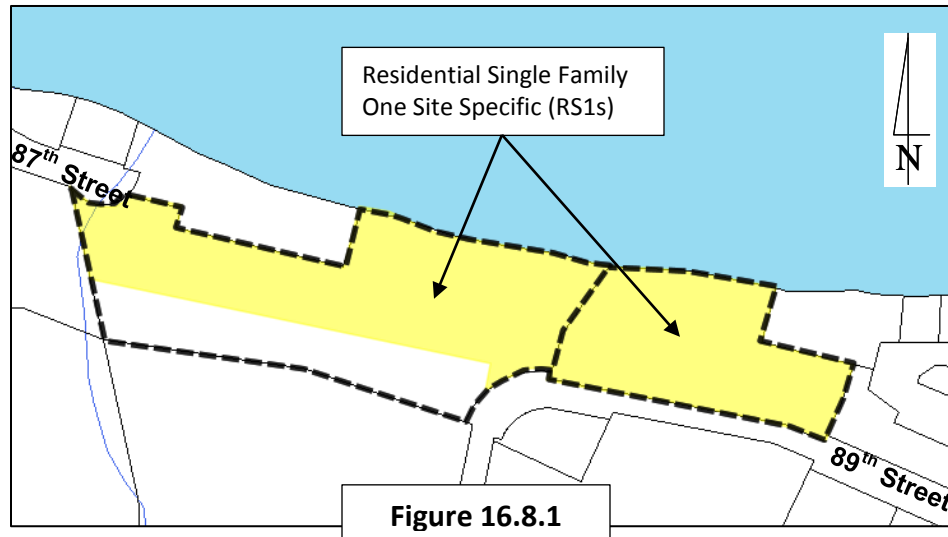 Residential Single Family
One Site Specific (RS1s)
N
87th Street
89th Street
Figure 16.8.1